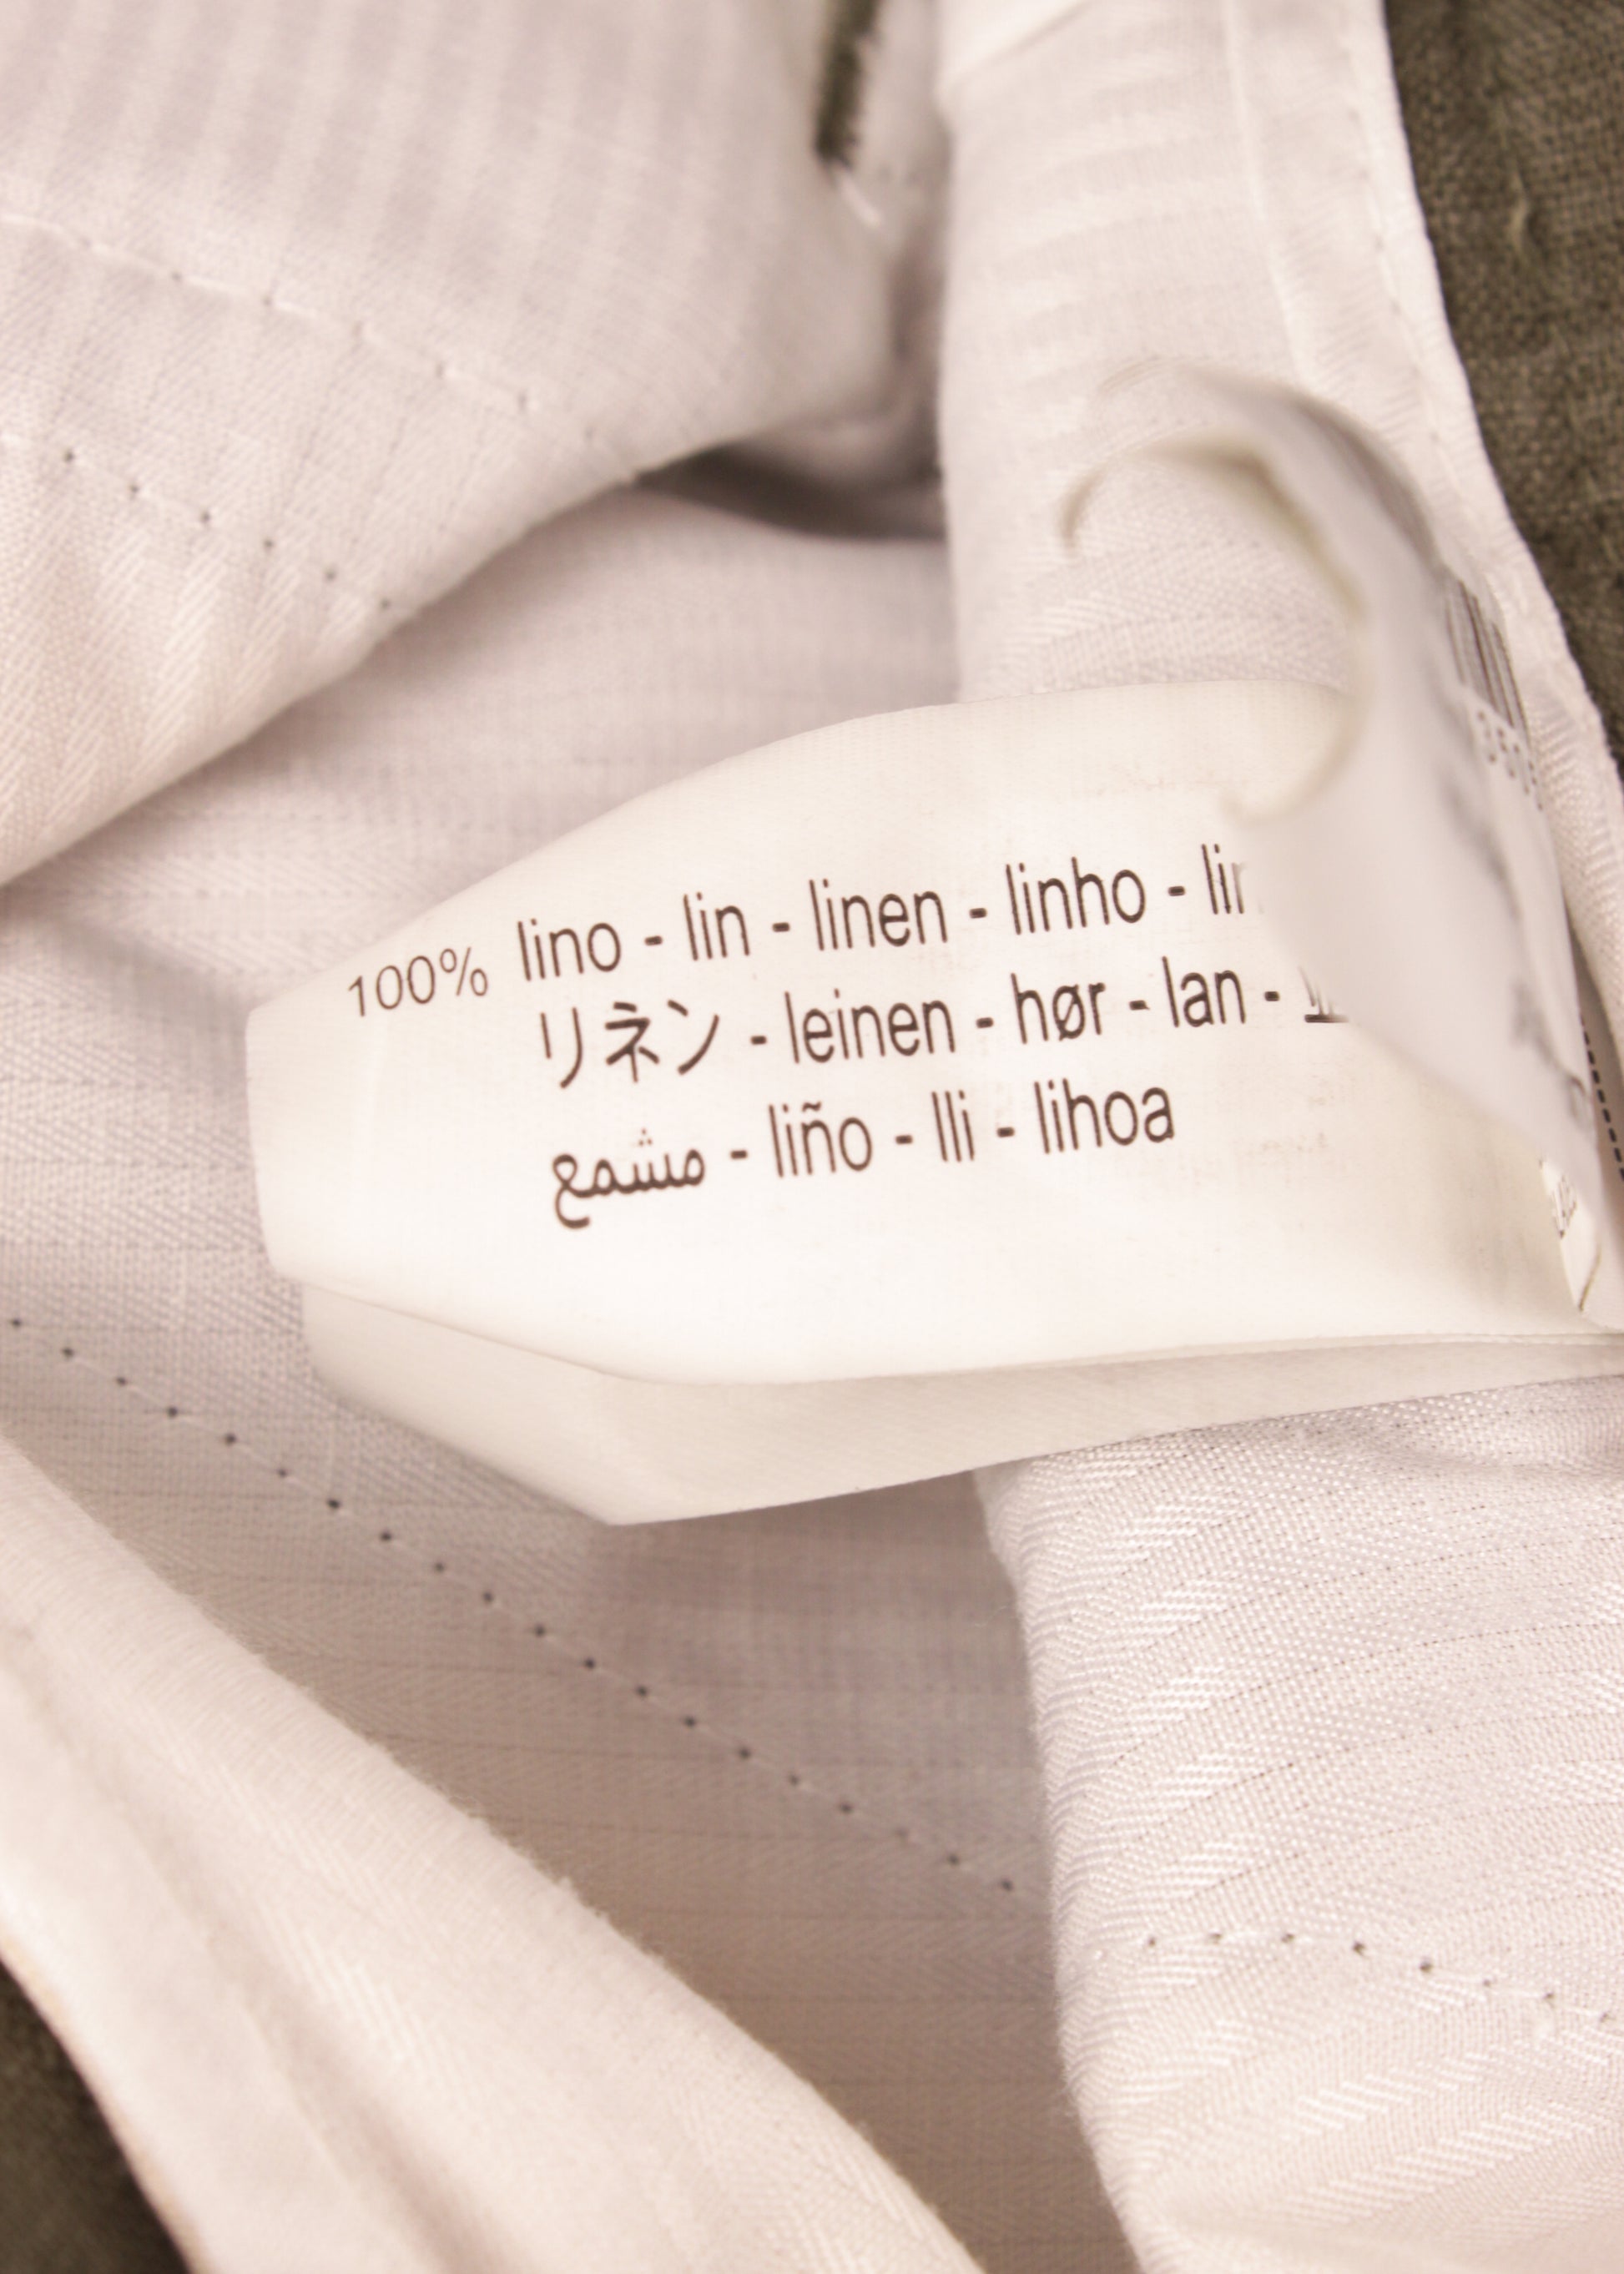 100% lino - lin - linen - linho -
リネン - leinen - hør - lan -
مشمع - liño - lli - lihoa